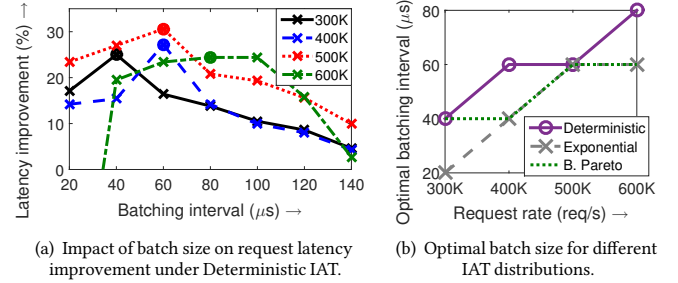 Latency improvement (%) →
30
20
10
0
20 40 60 80 100 120 140
Batching interval (μs) →
300K
400K
500K
600K
(a) Impact of batch size on request latency
improvement under Deterministic IAT.
Optimal batching interval (μs) →
80
60
40
20
300K 400K 500K 600K
Request rate (req/s) →
Deterministic
Exponential
B. Pareto
(b) Optimal batch size for different
IAT distributions.